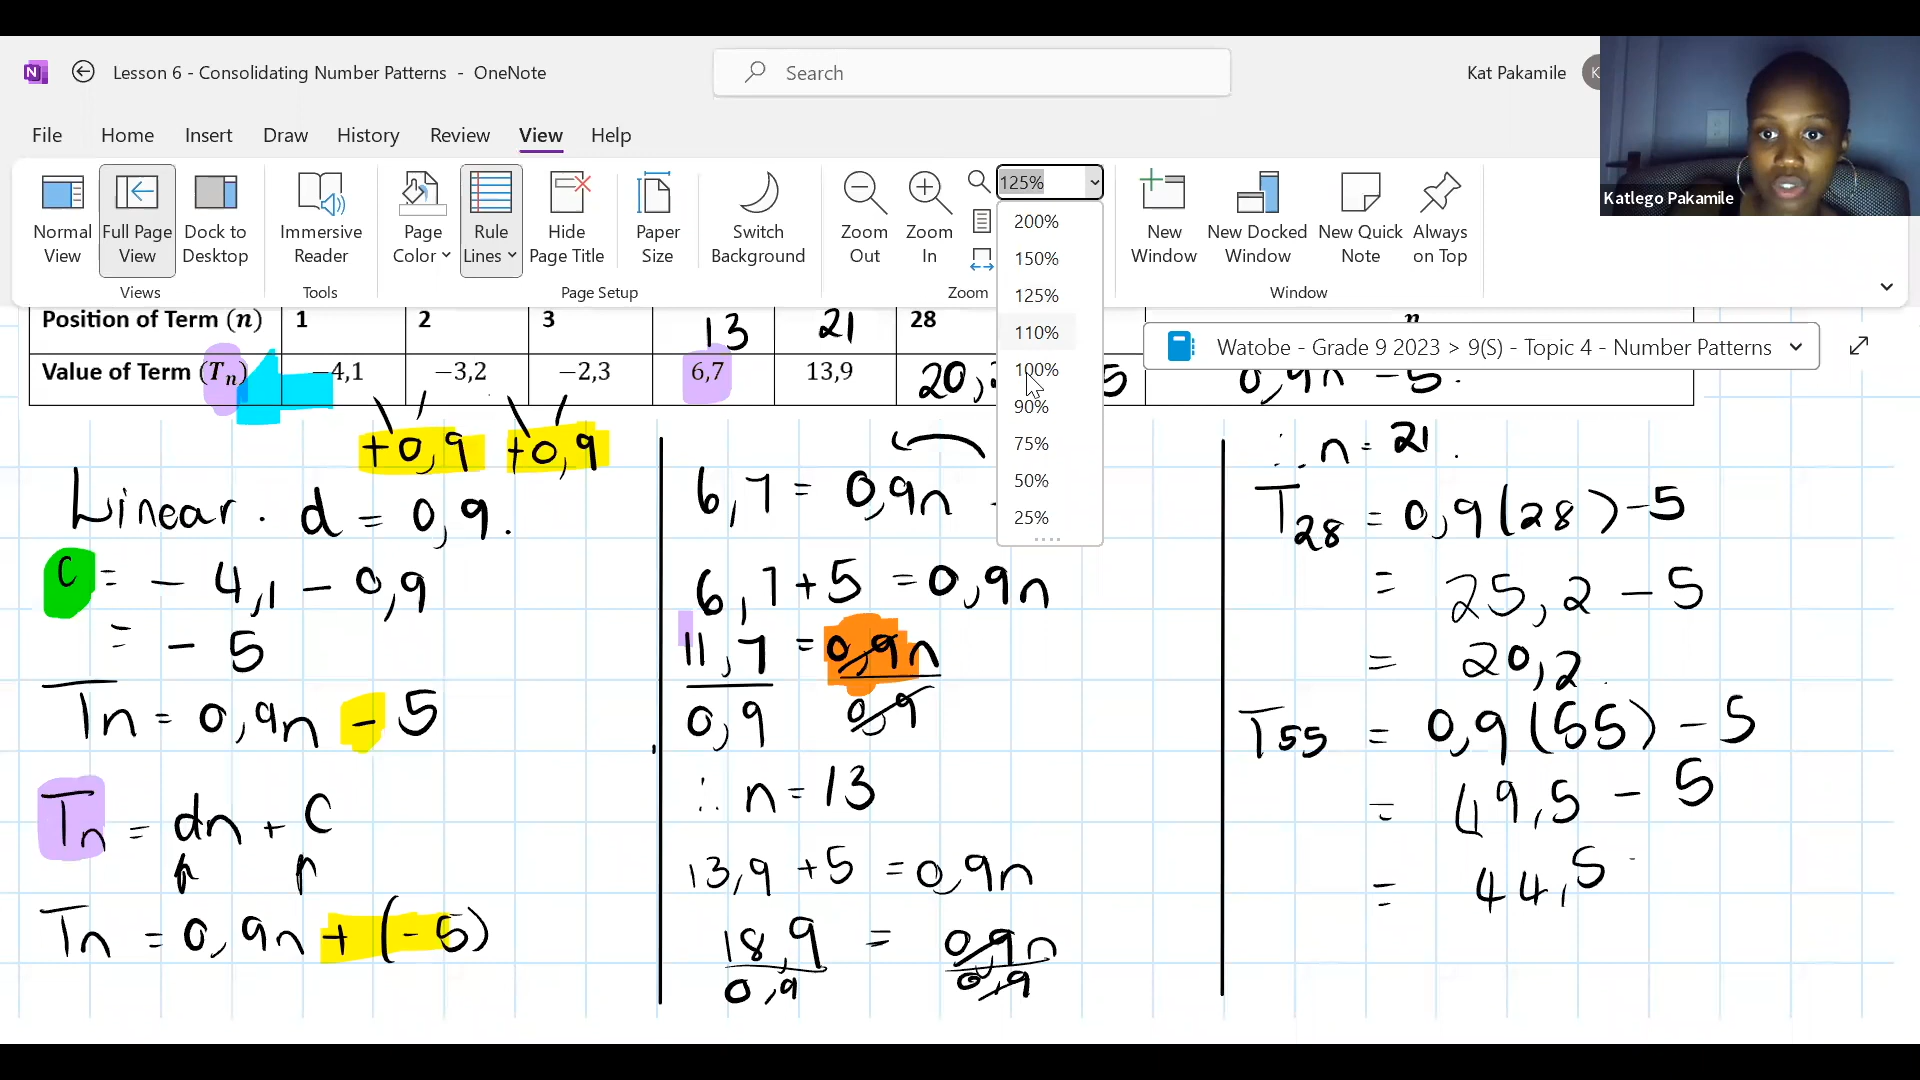 Lesson 6 - Consolidating Number Patterns - OneNote
Search
Kat Pakamile
K
Katlego Pakamile
File Home Insert Draw History Review View Help
Normal View
Full Page View
Dock to Desktop
Immersive Reader
Page Color
Rule Lines
Hide Page Title
Paper Size
Switch Background
Zoom Out
Zoom In
125%
200%
150%
125%
110%
100%
90%
75%
50%
25%
New Window
New Docked Window
New Quick Note
Always on Top
Views
Tools
Page Setup
Zoom
Window
Watobe - Grade 9 2023 > 9(S) - Topic 4 - Number Patterns
Position of Term (n) 1 2 3 13 21 28 n
Value of Term (Tn) −4,1 −3,2 −2,3 6,7 13,9 20,2 5 0,9n − 5.
+0,9 +0,9
Linear. d = 0,9.
C = - 4,1 - 0,9
= - 5
Tn = 0,9n - 5
Tn = dn + C
Tn = 0,9n + (-5)
6,7 = 0,9n
6,7+5 = 0,9n
11,7 = 0,9n
0,9 0,9
∴ n = 13
13,9 +5 = 0,9n
18,9 = 0,9n
0,9 0,9
∴ n = 21.
T28 = 0,9(28) - 5
= 25,2 - 5
= 20,2
T55 = 0,9(55) - 5
= 49,5 - 5
= 44,5